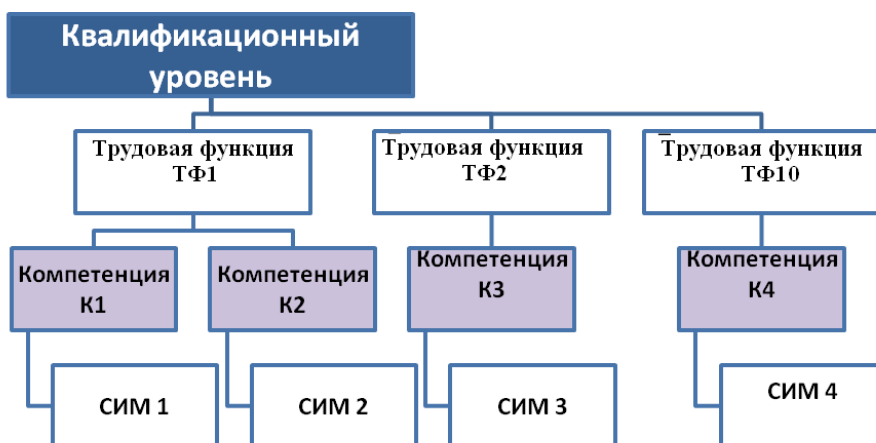 Квалификационный
уровень
Трудовая функция
ТФ1
Трудовая функция
ТФ2
Трудовая функция
ТФ10
Компетенция
К1
Компетенция
К2
Компетенция
К3
Компетенция
К4
СИМ 1
СИМ 2
СИМ 3
СИМ 4